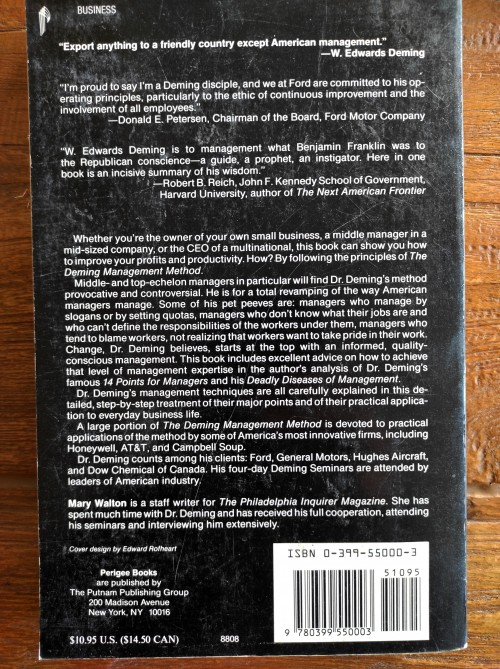 BUSINESS
“Export anything to a friendly country except American management.”
—W. Edwards Deming
“I’m proud to say I’m a Deming disciple, and we at Ford are committed to his op-
erating principles, particularly to the ethic of continuous improvement and the
involvement of all employees.”
—Donald E. Petersen, Chairman of the Board, Ford Motor Company
“W. Edwards Deming is to management what Benjamin Franklin was to
the Republican conscience—a guide, a prophet, an instigator. Here in one
book is an incisive summary of his wisdom.”
—Robert B. Reich, John F. Kennedy School of Government,
Harvard University, author of The Next American Frontier
Whether you’re the owner of your own small business, a middle manager in a
mid-sized company, or the CEO of a multinational, this book can show you how
to improve your profits and productivity. How? By following the principles of The
Deming Management Method.
Middle- and top-echelon managers in particular will find Dr. Deming’s method
provocative and controversial. He is for a total revamping of the way American
managers manage. Some of his pet peeves are: managers who manage by
slogans or by setting quotas, managers who don’t know what their jobs are and
who can’t define the responsibilities of the workers under them, managers who
tend to blame workers, not realizing that workers want to take pride in their work.
Change, Dr. Deming believes, starts at the top with an informed, quality-
conscious management. This book includes excellent advice on how to achieve
that level of management expertise in the author’s analysis of Dr. Deming’s
famous 14 Points for Managers and his Deadly Diseases of Management.
Dr. Deming’s management techniques are all carefully explained in this de-
tailed, step-by-step treatment of their major points and of their practical applica-
tion to everyday business life.
A large portion of The Deming Management Method is devoted to practical
applications of the method by some of America’s most innovative firms, including
Honeywell, AT&T, and Campbell Soup.
Dr. Deming counts among his clients: Ford, General Motors, Hughes Aircraft,
and Dow Chemical of Canada. His four-day Deming Seminars are attended by
leaders of American industry.
Mary Walton is a staff writer for The Philadelphia Inquirer Magazine. She has
spent much time with Dr. Deming and has received his full cooperation, attending
his seminars and interviewing him extensively.
Cover design by Edward Rofheart
Perigee Books
are published by
The Putnam Publishing Group
200 Madison Avenue
New York, NY 10016
$10.95 U.S. ($14.50 CAN)
8808
ISBN 0-399-55000-3
51095
9 780399 550003